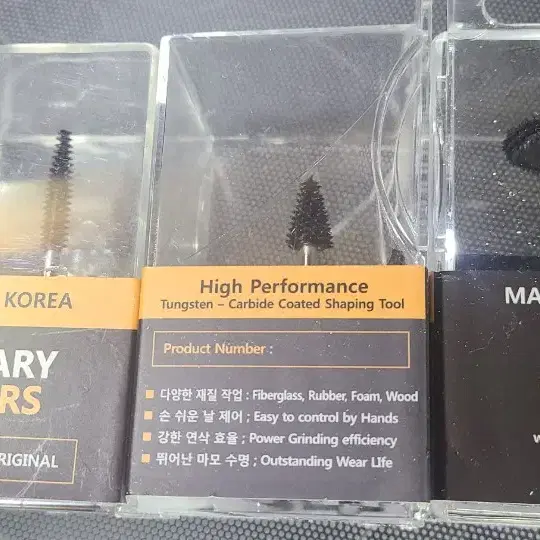 KOREA
ARY
RS
RIGINAL
High Performance
Tungsten - Carbide Coated Shaping Tool
Product Number :
■ 다양한 재질 작업 ; Fiberglass, Rubber, Foam, Wood
■ 손 쉬운 날 제어 ; Easy to control by Hands
■ 강한 연삭 효율 ; Power Grinding efficiency
■ 뛰어난 마모 수명 ; Outstanding Wear LIfe
MA
w